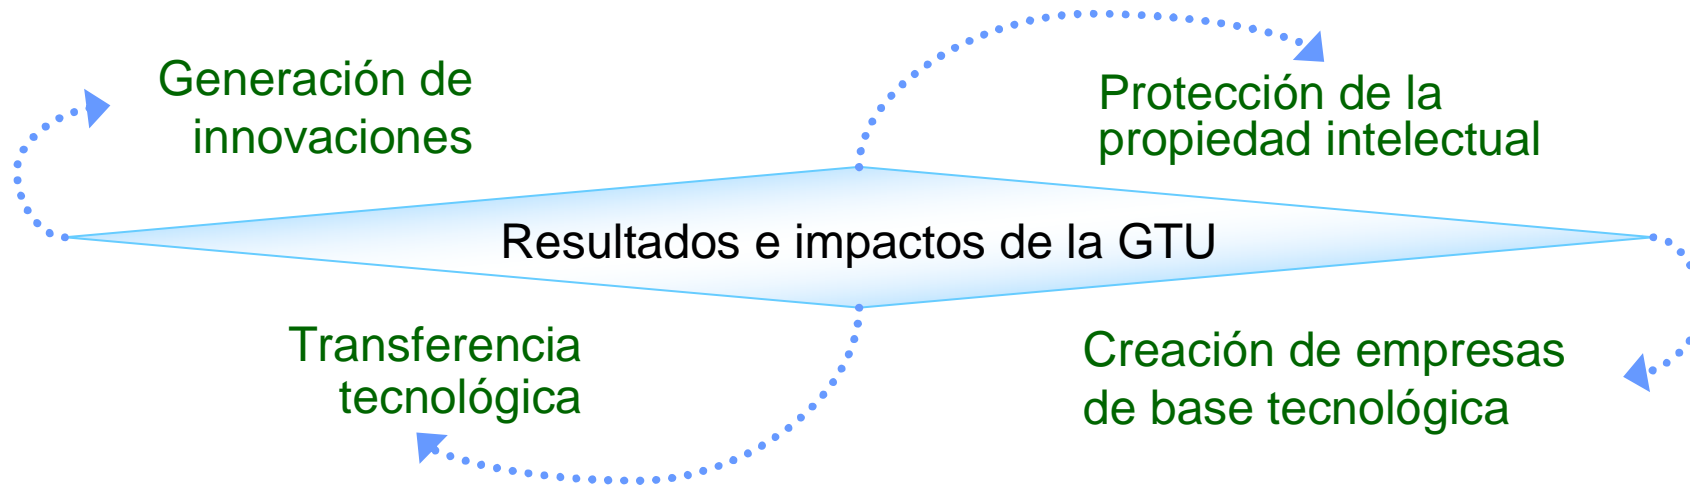 Generación de
innovaciones
Protección de la
propiedad intelectual
Resultados e impactos de la GTU
Transferencia
tecnológica
Creación de empresas
de base tecnológica